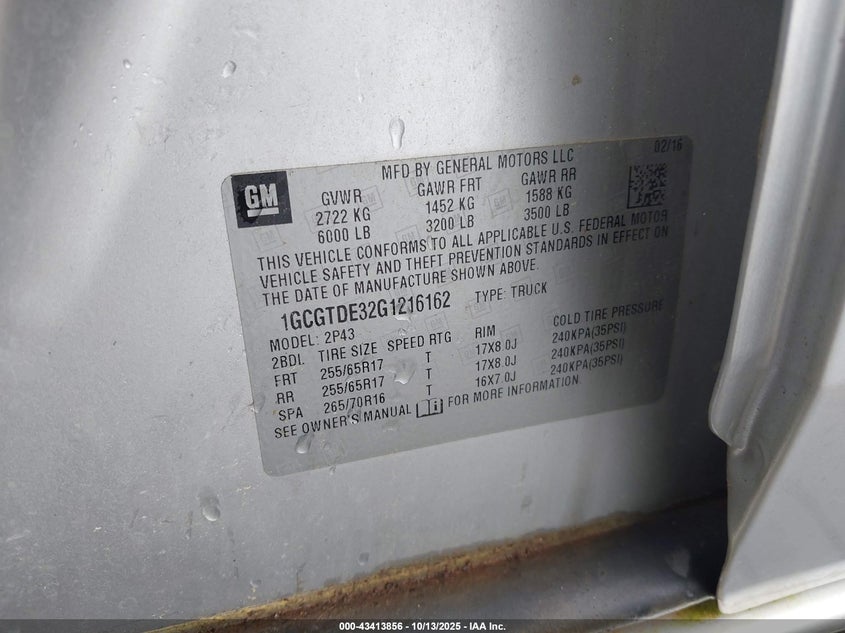 02/16
MFD BY GENERAL MOTORS LLC
GM
GVWR GAWR FRT GAWR RR
2722 KG 1452 KG 1588 KG
6000 LB 3200 LB 3500 LB
THIS VEHICLE CONFORMS TO ALL APPLICABLE U.S. FEDERAL MOTOR
VEHICLE SAFETY AND THEFT PREVENTION STANDARDS IN EFFECT ON
THE DATE OF MANUFACTURE SHOWN ABOVE.
1GCGTDE32G1216162 TYPE: TRUCK
MODEL: 2P43
2BDL TIRE SIZE SPEED RTG RIM COLD TIRE PRESSURE
FRT 255/65R17 T 17X8.0J 240KPA(35PSI)
RR 255/65R17 T 17X8.0J 240KPA(35PSI)
SPA 265/70R16 T 16X7.0J 240KPA(35PSI)
SEE OWNER'S MANUAL i FOR MORE INFORMATION
000-43413856 - 10/13/2025 - IAA Inc.